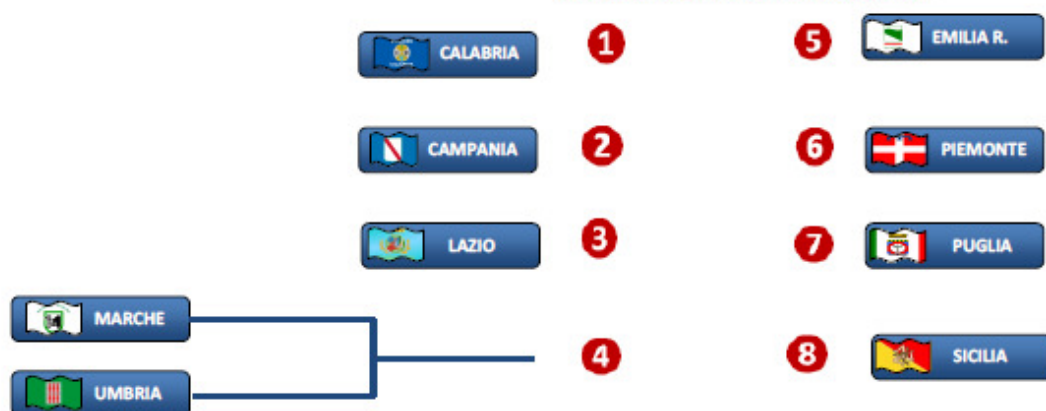 CALABRIA 1 5 EMILIA R.
CAMPANIA 2 6 PIEMONTE
LAZIO 3 7 PUGLIA
MARCHE
4 8 SICILIA
UMBRIA